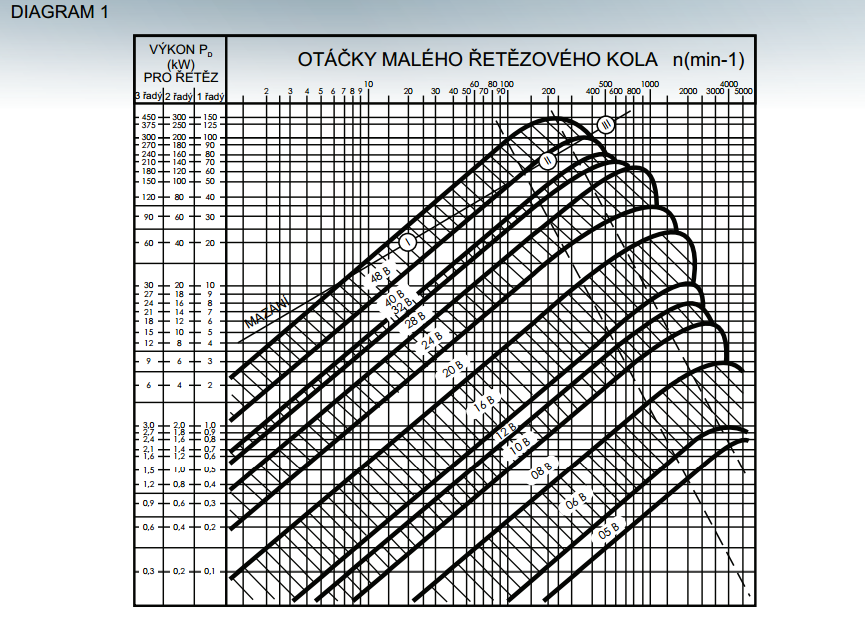 DIAGRAM 1
VÝKON PD
(kW)
PRO ŘETĚZ
OTÁČKY MALÉHO ŘETĚZOVÉHO KOLA n(min-1)
3 řady 2 řady 1 řady
2 3 4 5 6 7 8 9 10 20 30 40 50 60 70 80 90 100 200 400 500 600 800 1000 2000 3000 4000 5000
450 300 150
375 250 125
300 200 100
270 180 90
240 160 80
210 140 70
180 120 60
150 100 50
120 80 40
90 60 30
60 40 20
30 20 10
27 18 9
24 16 8
21 14 7
18 12 6
15 10 5
12 8 4
9 6 3
6 4 2
3,0 2,0 1,0
2,7 1,8 0,9
2,4 1,6 0,8
2,1 1,4 0,7
1,6 1,2 0,6
1,5 1,0 0,5
1,2 0,8 0,4
0,9 0,6 0,3
0,6 0,4 0,2
0,3 0,2 0,1
III
II
I
MAZÁNÍ
48 B
40 B
32 B
28 B
24 B
20 B
16 B
12 B
10 B
08 B
06 B
05 B